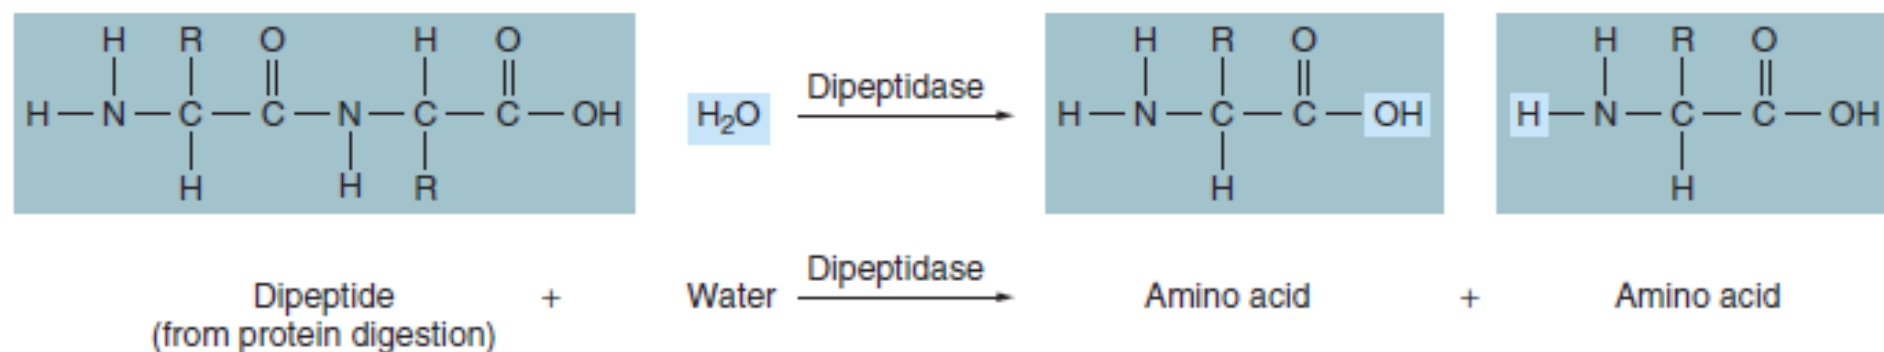 H R O H O H R O H R O
H—N—C—C—N—C—C—OH H₂O Dipeptidase H—N—C—C—OH H—N—C—C—OH
H H R H H
Dipeptidase
Dipeptide + Water Amino acid + Amino acid
(from protein digestion)